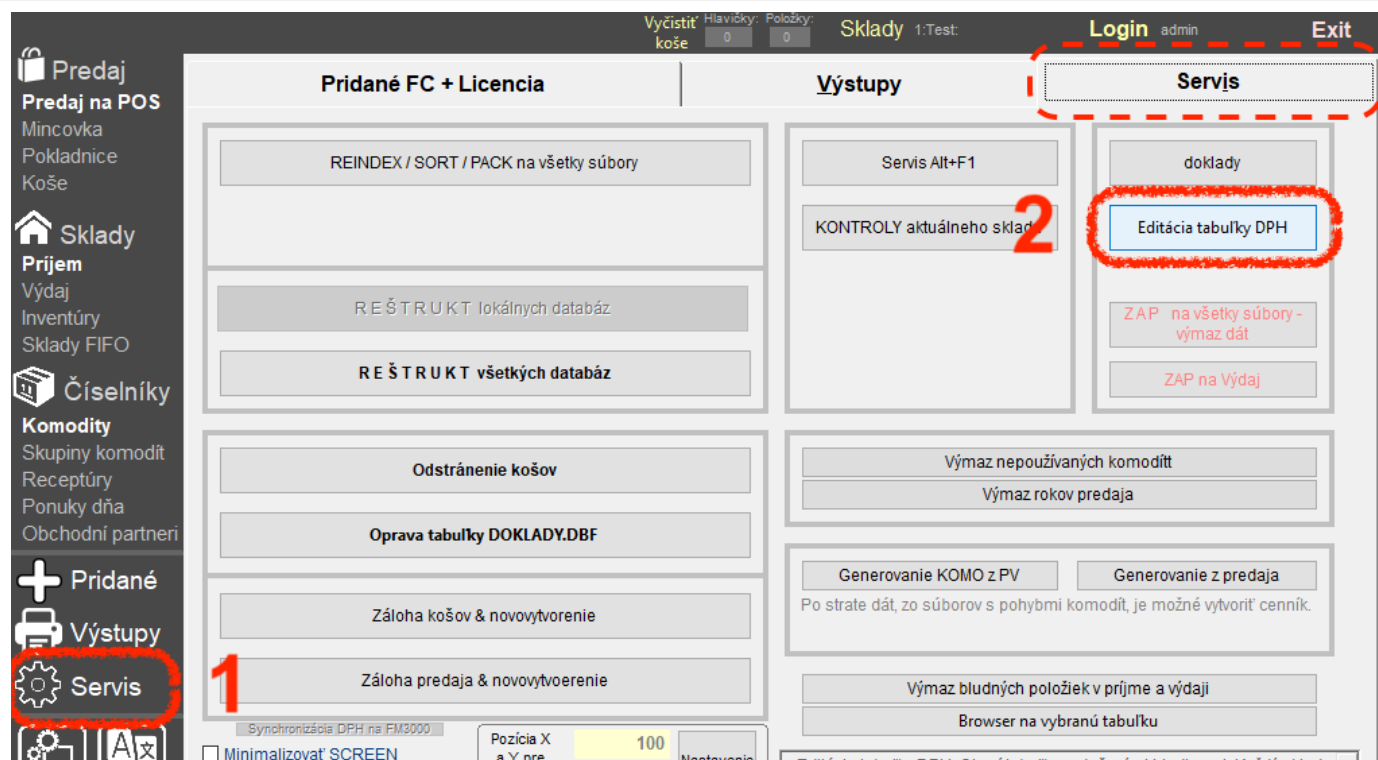 Vyčistiť Hlavičky: Položky:
koše 0 0
Sklady 1:Test:
Login admin
Exit
Predaj
Predaj na POS
Mincovka
Pokladnice
Koše
Sklady
Príjem
Výdaj
Inventúry
Sklady FIFO
Číselníky
Komodity
Skupiny komodít
Receptúry
Ponuky dňa
Obchodní partneri
Pridané
Výstupy
Servis
1
Pridané FC + Licencia
Výstupy
Servis
REINDEX / SORT / PACK na všetky súbory
R E Š T R U K T lokálnych databáz
R E Š T R U K T všetkých databáz
Servis Alt+F1
KONTROLY aktuálneho
2
doklady
Editácia tabuľky DPH
Z A P na všetky súbory -
výmaz dát
ZAP na Výdaj
Odstránenie košov
Oprava tabuľky DOKLADY.DBF
Záloha košov & novovytvorenie
Záloha predaja & novovytvoerenie
Výmaz nepoužívaných komodítt
Výmaz rokov predaja
Generovanie KOMO z PV
Generovanie z predaja
Po strate dát, zo súborov s pohybmi komodít, je možné vytvoriť cenník.
Výmaz bludných položiek v príjme a výdaji
Browser na vybranú tabuľku
Synchronizácia DPH na FM3000
Minimalizovať SCREEN
Pozícia X
a Y pre
100
Nastavenie